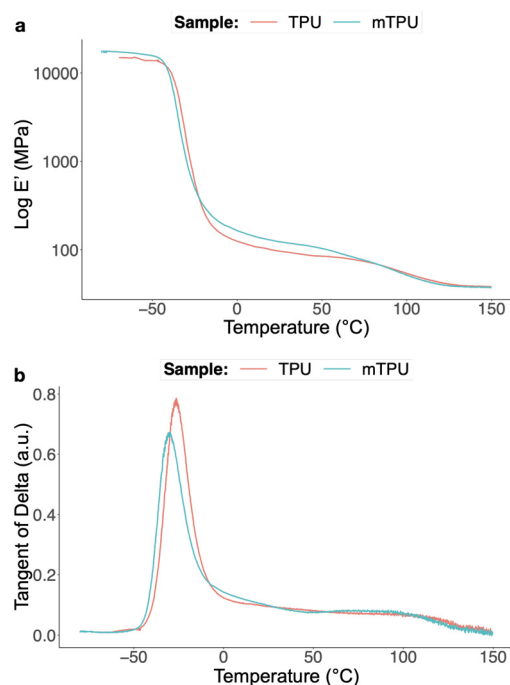 a
Sample: TPU mTPU
Log E' (MPa)
10000
1000
100
−50 0 50 100 150
Temperature (°C)
b
Sample: TPU mTPU
Tangent of Delta (a.u.)
0.8
0.6
0.4
0.2
0.0
−50 0 50 100 150
Temperature (°C)